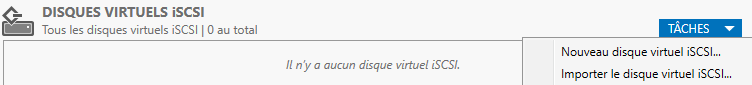 DISQUES VIRTUELS iSCSI
Tous les disques virtuels iSCSI | 0 au total
TÂCHES
Nouveau disque virtuel iSCSI...
Il n'y a aucun disque virtuel iSCSI.
Importer le disque virtuel iSCSI...